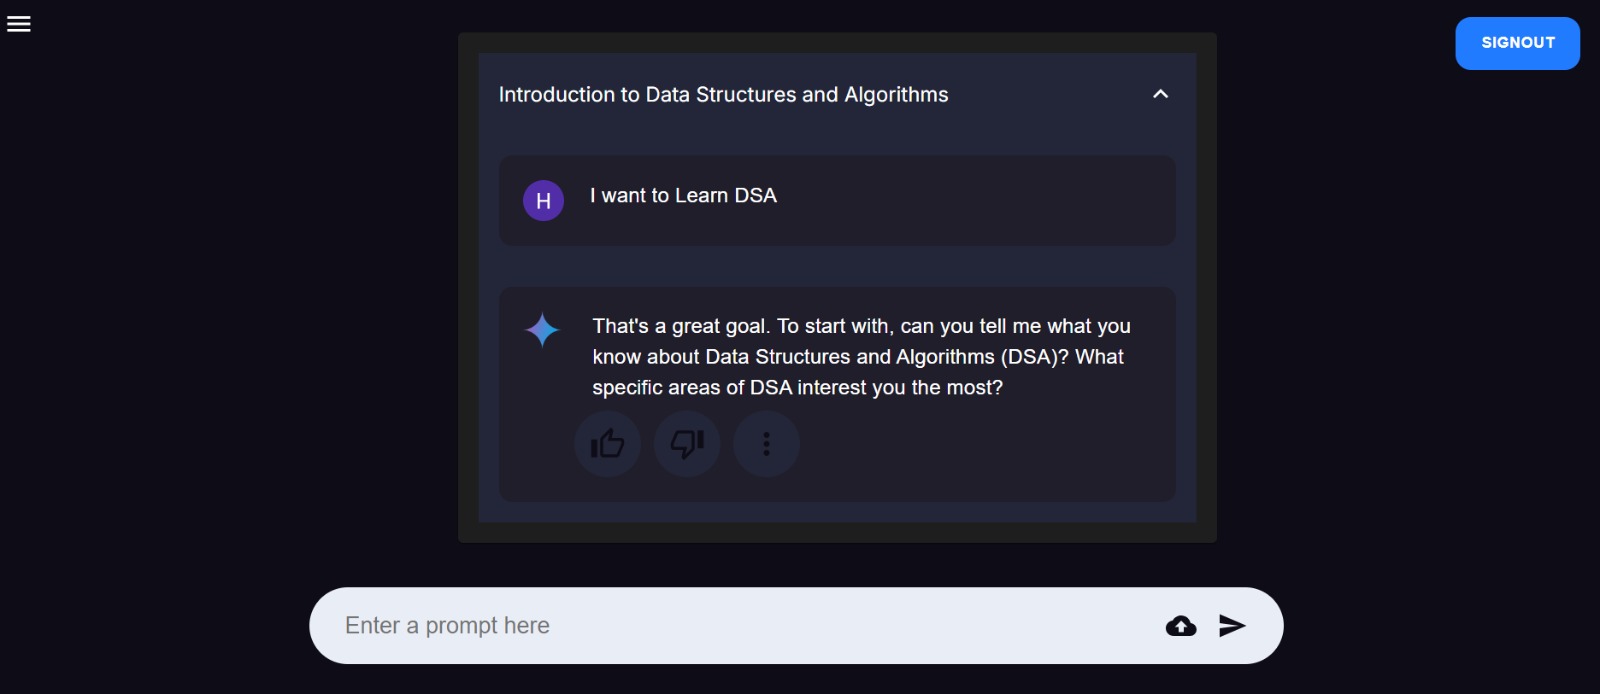 SIGNOUT
Introduction to Data Structures and Algorithms
H
I want to Learn DSA
That's a great goal. To start with, can you tell me what you
know about Data Structures and Algorithms (DSA)? What
specific areas of DSA interest you the most?
Enter a prompt here